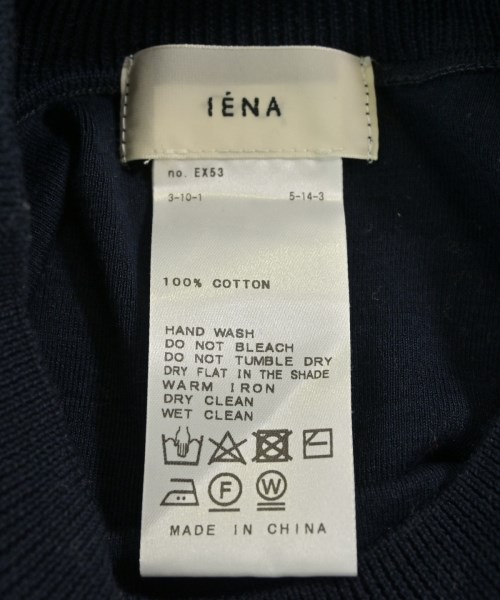 IÉNA
no. EX53
3-10-1 5-14-3
100% COTTON
HAND WASH
DO NOT BLEACH
DO NOT TUMBLE DRY
DRY FLAT IN THE SHADE
WARM IRON
DRY CLEAN
WET CLEAN
F W
MADE IN CHINA